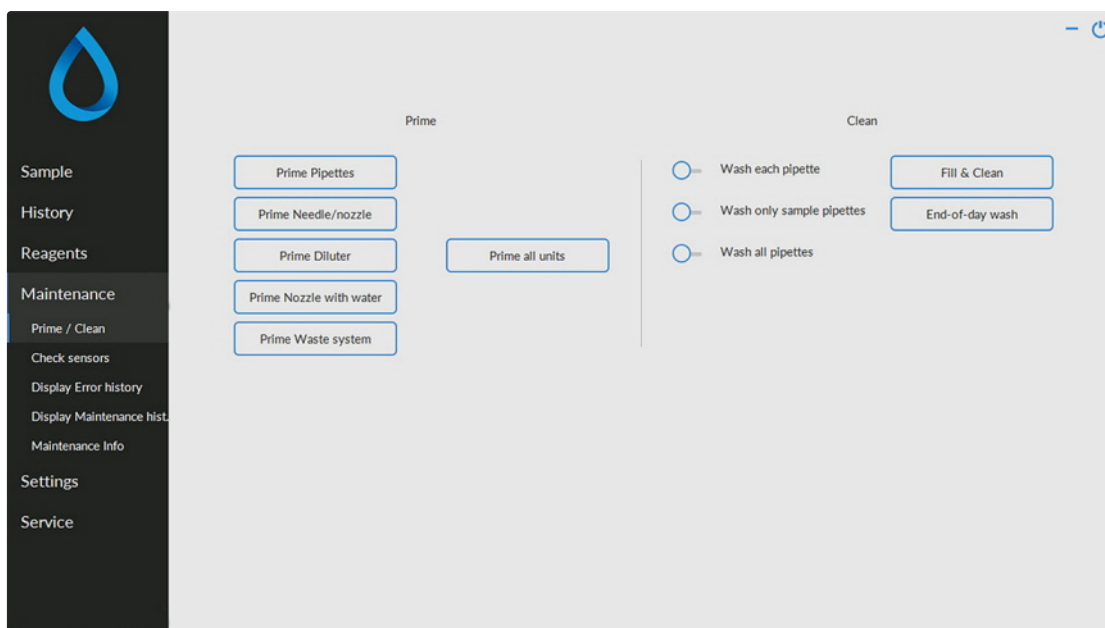 Sample
History
Reagents
Maintenance
Prime / Clean
Check sensors
Display Error history
Display Maintenance hist.
Maintenance Info
Settings
Service
Prime
Prime Pipettes
Prime Needle/nozzle
Prime Diluter
Prime all units
Prime Nozzle with water
Prime Waste system
Clean
Wash each pipette
Fill & Clean
Wash only sample pipettes
End-of-day wash
Wash all pipettes